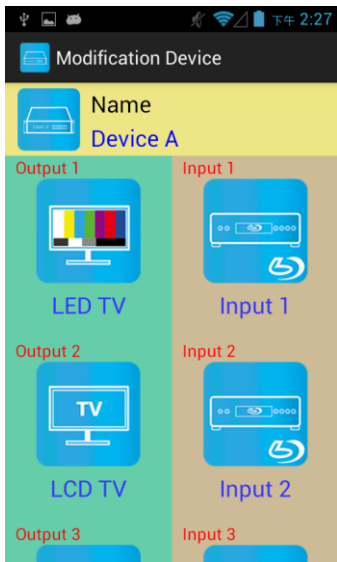 下午 2:27
Modification Device
Name
Device A
Output 1
Input 1
LED TV
Input 1
Output 2
Input 2
TV
LCD TV
Input 2
Output 3
Input 3